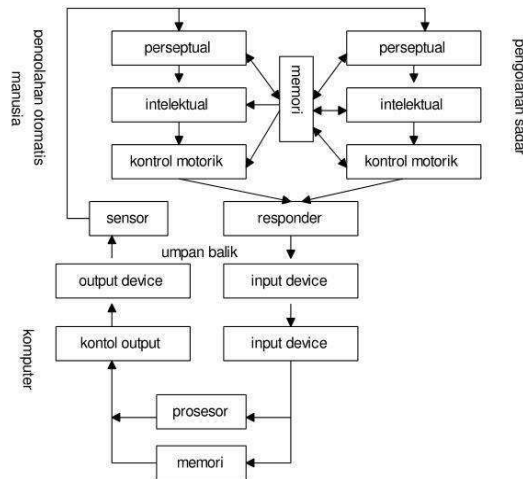 pengolahan otomatis
manusia
perseptual
intelektual
kontrol motorik
memori
perseptual
intelektual
kontrol motorik
pengolahan sadar
sensor
responder
umpan balik
output device
input device
kontol output
input device
komputer
prosesor
memori